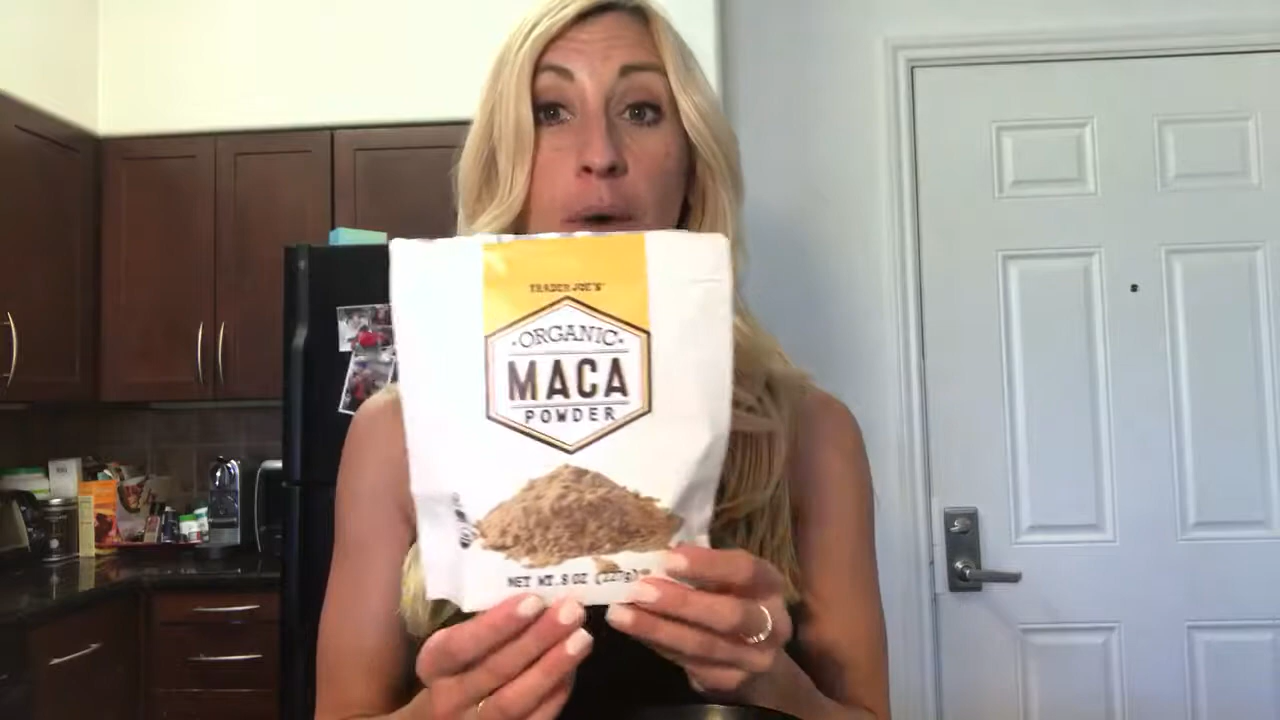 TRADER JOE'S
·ORGANIC·
MACA
POWDER
NET WT. 8 OZ (227g)